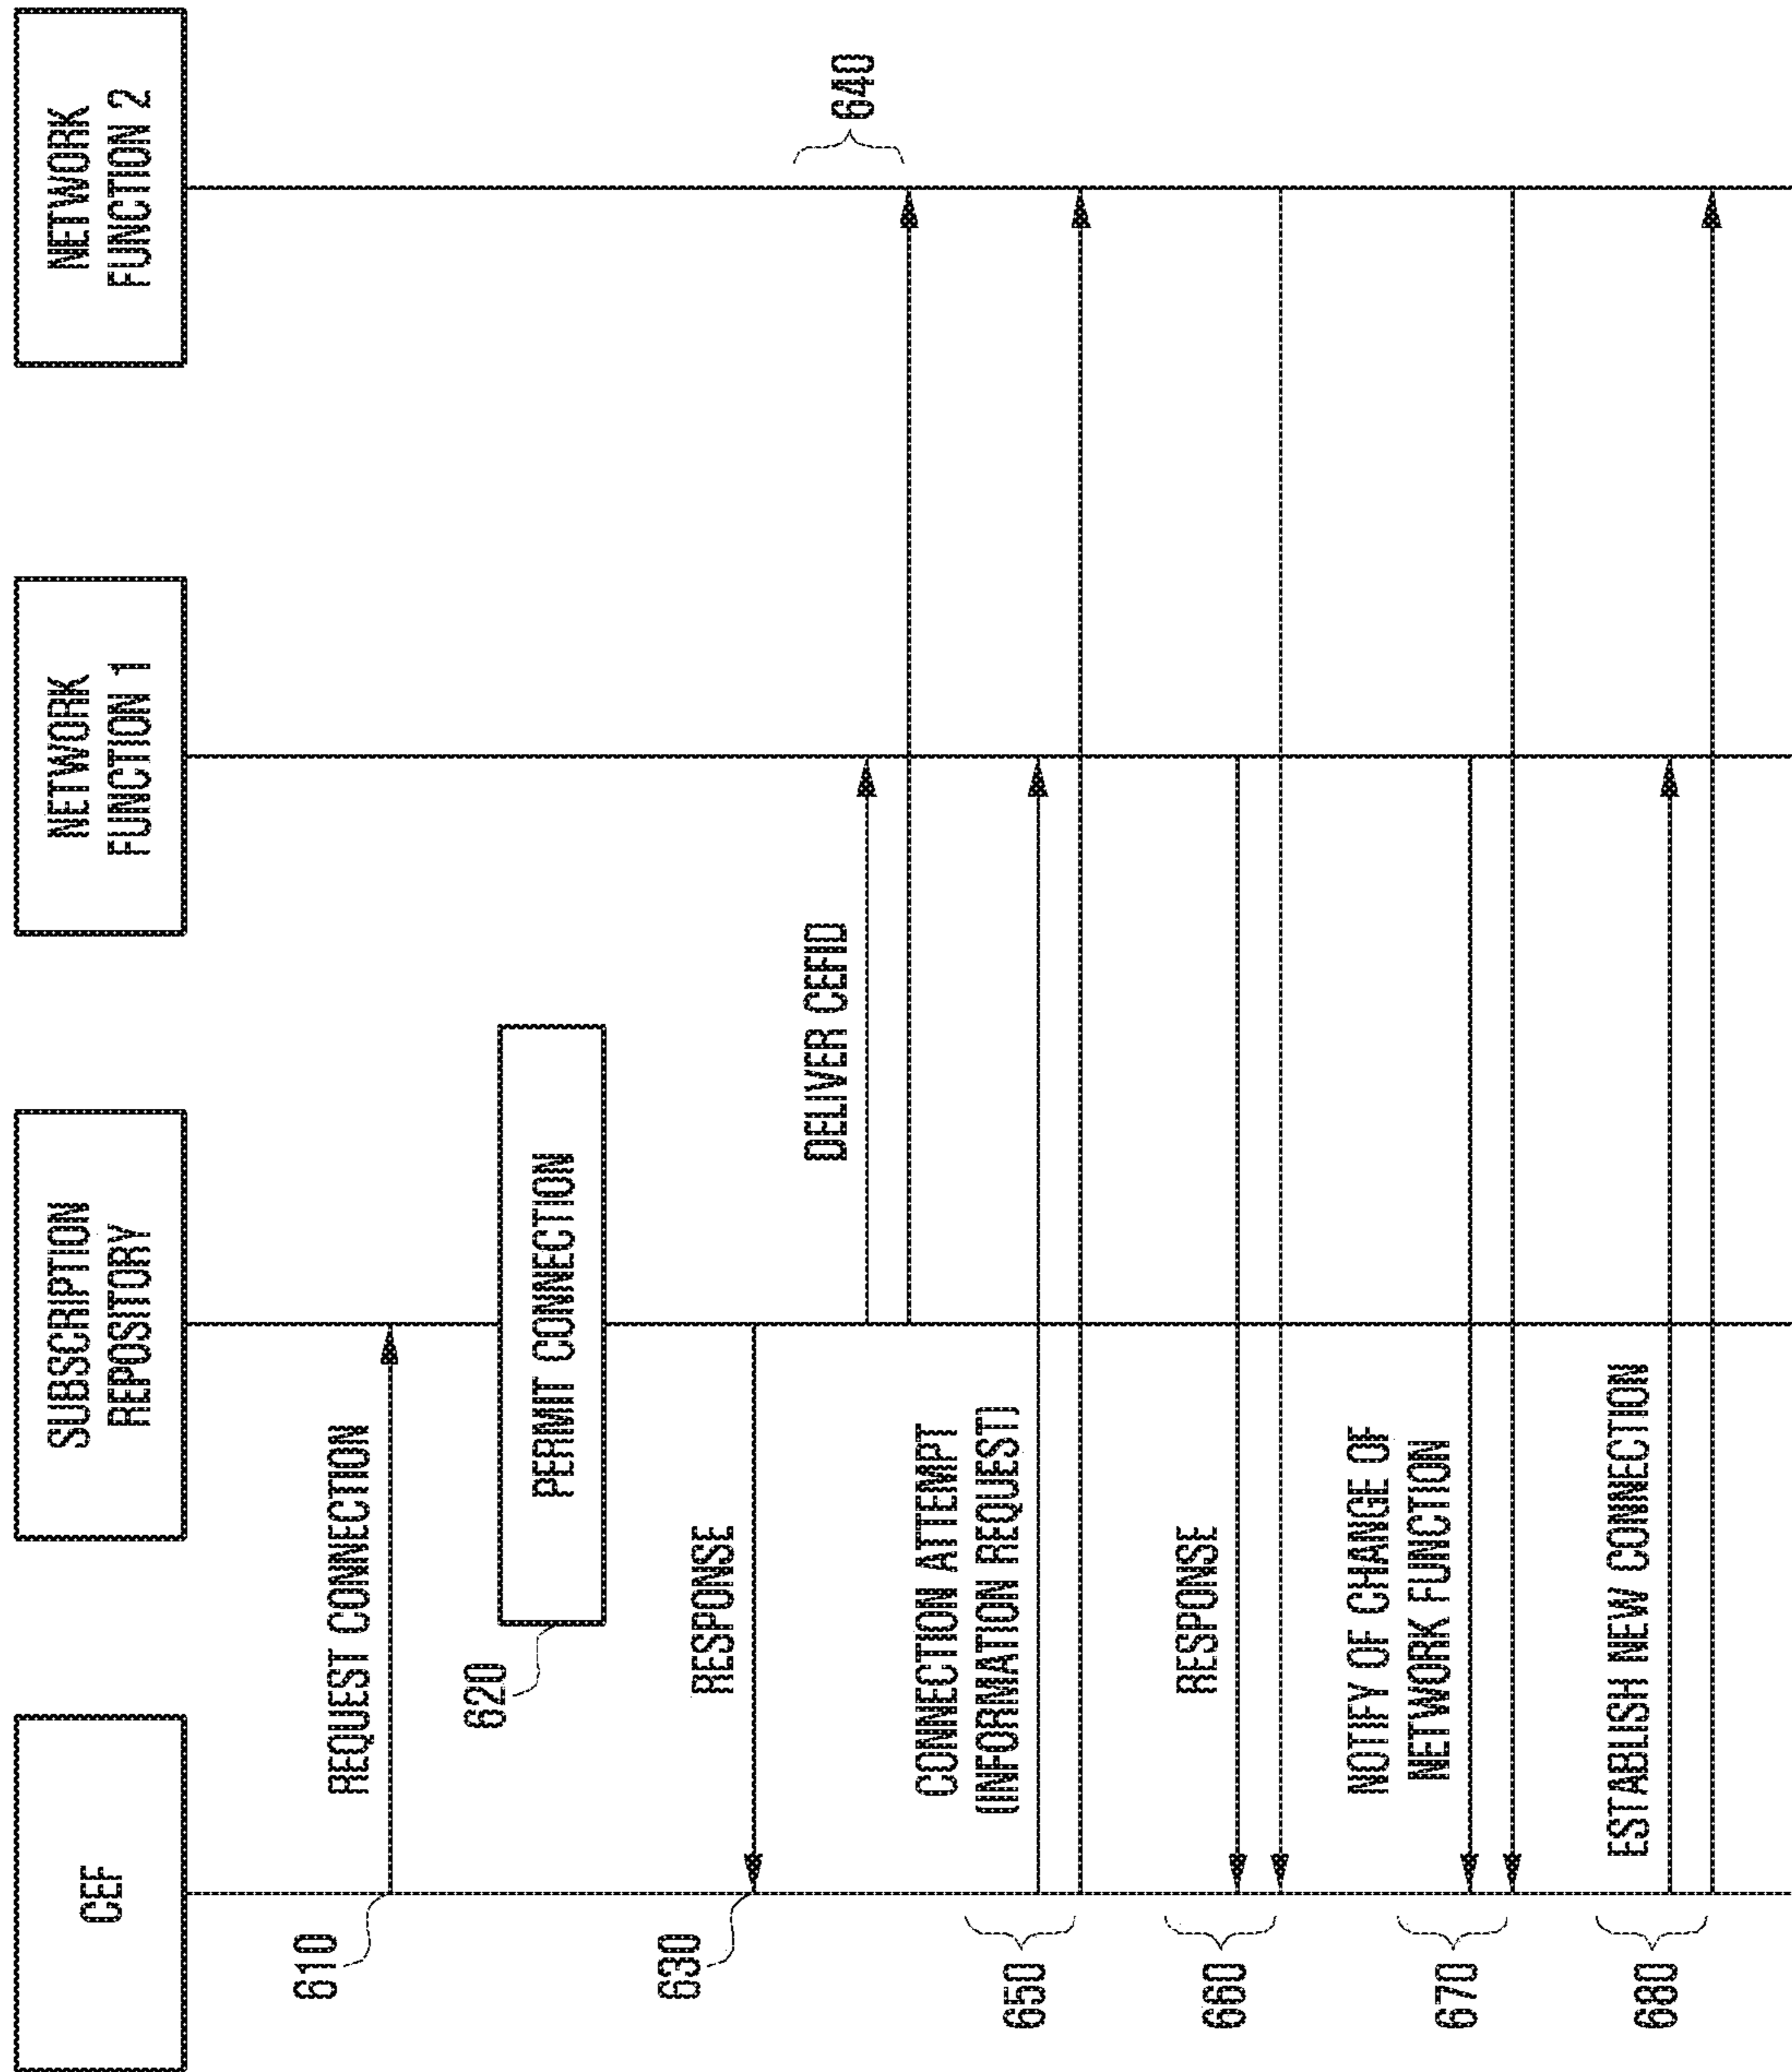 CEF
SUBSCRIPTION
REPOSITORY
NETWORK
FUNCTION 1
NETWORK
FUNCTION 2
610
REQUEST CONNECTION
620
PERMIT CONNECTION
630
RESPONSE
DELIVER CEFID
640
650
CONNECTION ATTEMPT
(INFORMATION REQUEST)
660
RESPONSE
670
NOTIFY OF CHANGE OF
NETWORK FUNCTION
680
ESTABLISH NEW CONNECTION